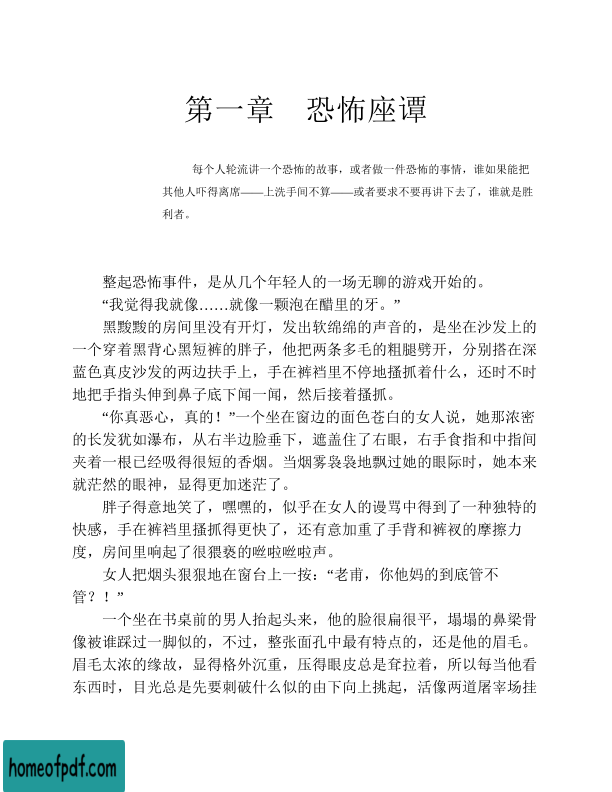 第一章　恐怖座谭
每个人轮流讲一个恐怖的故事，或者做一件恐怖的事情，谁如果能把
其他人吓得离席——上洗手间不算——或者要求不要再讲下去了，谁就是胜
利者。
整起恐怖事件，是从几个年轻人的一场无聊的游戏开始的。
“我觉得我就像……就像一颗泡在醋里的牙。”
黑黢黢的房间里没有开灯，发出软绵绵的声音的，是坐在沙发上的
一个穿着黑背心黑短裤的胖子，他把两条多毛的粗腿劈开，分别搭在深
蓝色真皮沙发的两边扶手上，手在裤裆里不停地搔抓着什么，还时不时
地把手指头伸到鼻子底下闻一闻，然后接着搔抓。
“你真恶心，真的！”一个坐在窗边的面色苍白的女人说，她那浓密
的长发犹如瀑布，从右半边脸垂下，遮盖住了右眼，右手食指和中指间
夹着一根已经吸得很短的香烟。当烟雾袅袅地飘过她的眼际时，她本来
就茫然的眼神，显得更加迷茫了。
胖子得意地笑了，嘿嘿的，似乎在女人的谩骂中得到了一种独特的
快感，手在裤裆里搔抓得更快了，还有意加重了手背和裤衩的摩擦力
度，房间里响起了很猥亵的咝啦咝啦声。
女人把烟头狠狠地在窗台上一按：“老甫，你他妈的到底管不
管？！”
一个坐在书桌前的男人抬起头来，他的脸很扁很平，塌塌的鼻梁骨
像被谁踩过一脚似的，不过，整张面孔中最有特点的，还是他的眉毛。
眉毛太浓的缘故，显得格外沉重，压得眼皮总是耷拉着，所以每当他看
东西时，目光总是先要刺破什么似的由下向上挑起，活像两道屠宰场挂
homeofpdf.com